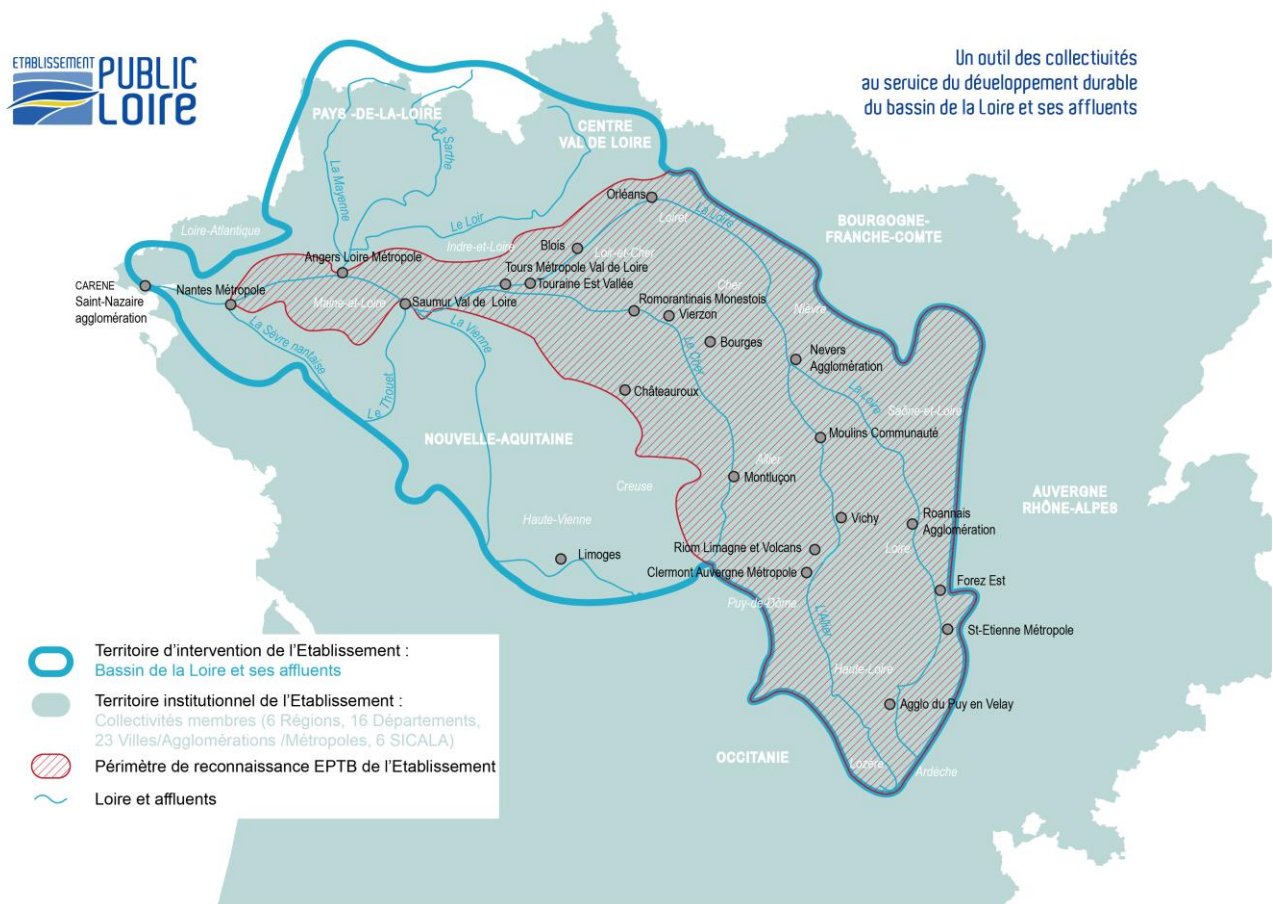 ETABLISSEMENT
PUBLIC
LOIRE
Un outil des collectivités
au service du développement durable
du bassin de la Loire et ses affluents
PAYS -DE-LA-LOIRE
CENTRE
VAL DE LOIRE
La Sarthe
La Mayenne
Le Loir
Orléans
La Loire
Loiret
BOURGOGNE-
FRANCHE-COMTE
Loire-Atlantique
Indre-et-Loire
Blois
Loir-et-Cher
Angers Loire Métropole
Tours Métropole Val de Loire
Touraine Est Vallée
CARENE
Saint-Nazaire
agglomération
Nantes Métropole
Maine-et-Loire
Saumur Val de Loire
Cher
Romorantinais Monestois
Vierzon
Nièvre
La Sèvre nantaise
La Vienne
Bourges
Le Cher
Nevers
Agglomération
La Loire
Le Thouet
Châteauroux
Saône-et-Loire
NOUVELLE-AQUITAINE
Moulins Communauté
Allier
Montluçon
Creuse
AUVERGNE
RHÔNE-ALPES
Haute-Vienne
Vichy
Roannais
Agglomération
Loire
Limoges
Riom Limagne et Volcans
Clermont Auvergne Métropole
Forez Est
Puy-de-Dôme
L'Allier
St-Etienne Métropole
Haute-Loire
Agglo du Puy en Velay
OCCITANIE
Lozère
Ardèche
Territoire d'intervention de l'Etablissement :
Bassin de la Loire et ses affluents
Territoire institutionnel de l'Etablissement :
Collectivités membres (6 Régions, 16 Départements,
23 Villes/Agglomérations /Métropoles, 6 SICALA)
Périmètre de reconnaissance EPTB de l'Etablissement
Loire et affluents